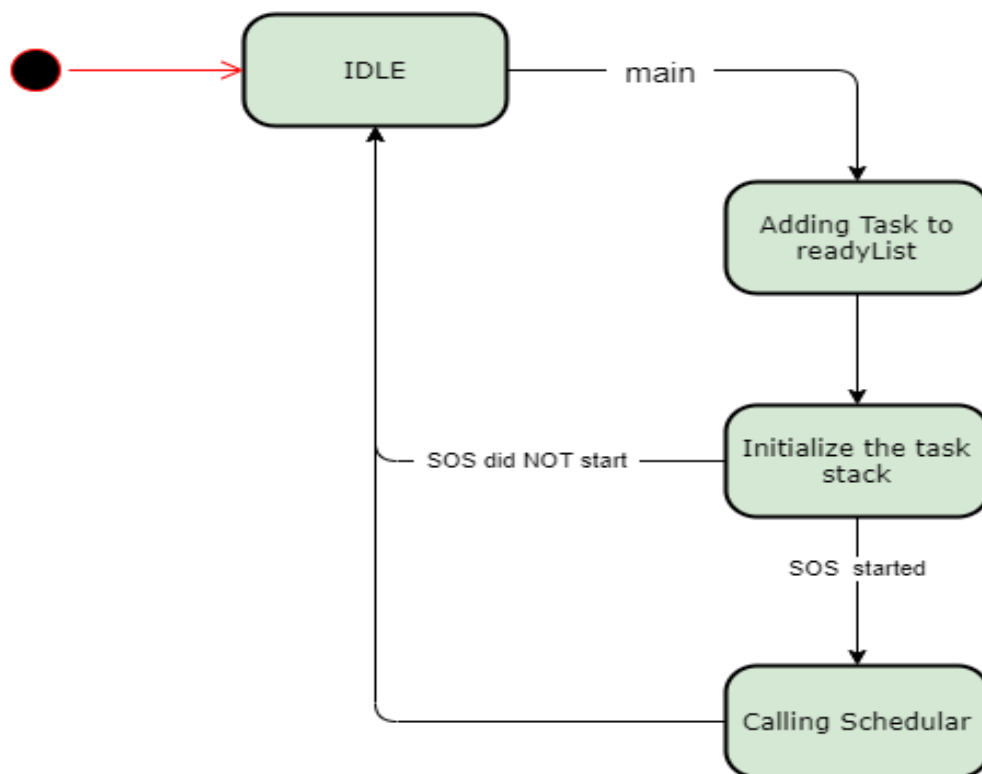 IDLE
main
Adding Task to
readyList
Initialize the task
stack
SOS did NOT start
SOS started
Calling Schedular